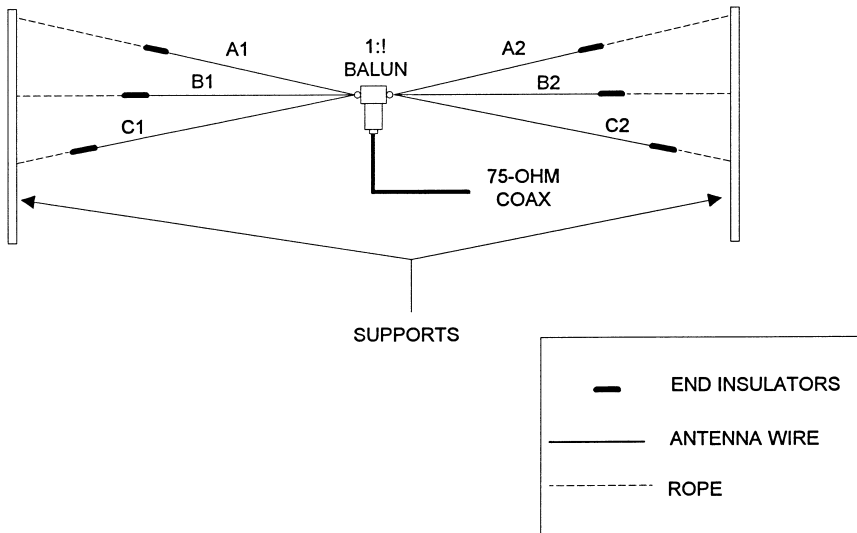 A1
1:!
BALUN
A2
B1
B2
C1
C2
75-OHM
COAX
SUPPORTS
END INSULATORS
ANTENNA WIRE
ROPE